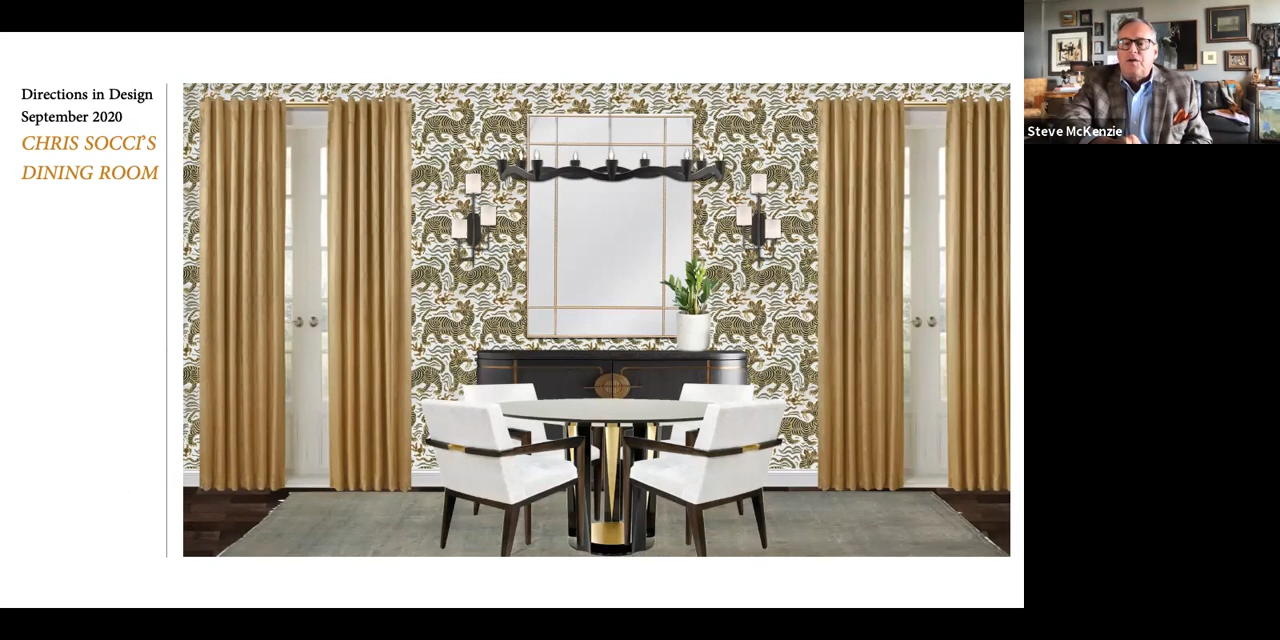 Directions in Design
September 2020
CHRIS SOCCI'S
DINING ROOM
Steve McKenzie